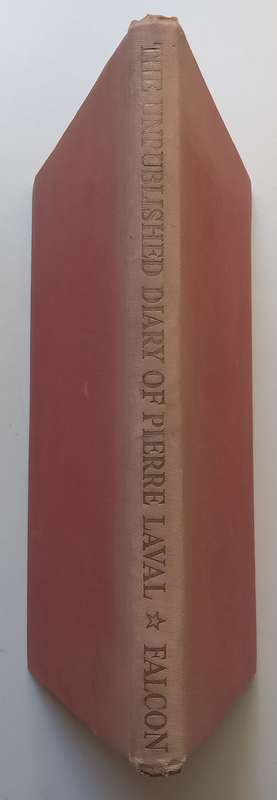 THE UNPUBLISHED DIARY OF PIERRE LAVAL ☆ FALCON